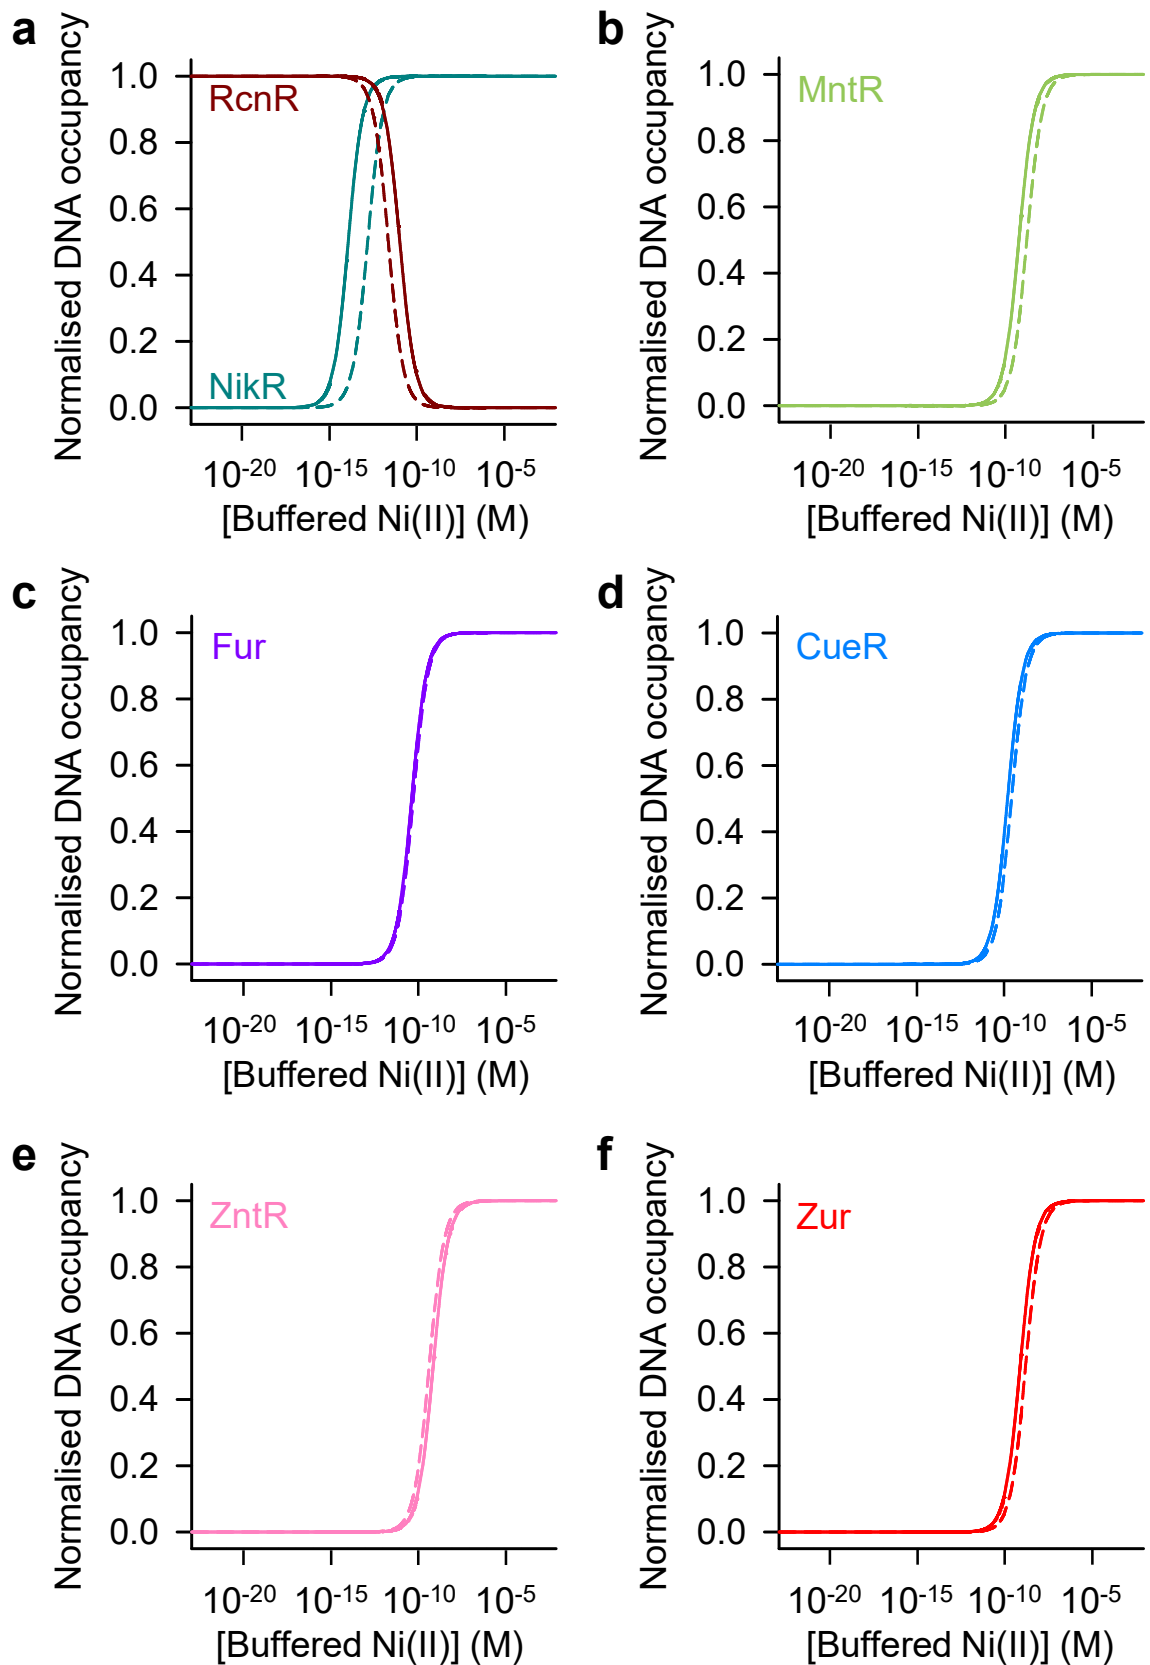 a
Normalised DNA occupancy
1.0
0.8
0.6
0.4
0.2
0.0
RcnR
NikR
10-20 10-15 10-10 10-5
[Buffered Ni(II)] (M)
b
Normalised DNA occupancy
1.0
0.8
0.6
0.4
0.2
0.0
MntR
10-20 10-15 10-10 10-5
[Buffered Ni(II)] (M)
c
Normalised DNA occupancy
1.0
0.8
0.6
0.4
0.2
0.0
Fur
10-20 10-15 10-10 10-5
[Buffered Ni(II)] (M)
d
Normalised DNA occupancy
1.0
0.8
0.6
0.4
0.2
0.0
CueR
10-20 10-15 10-10 10-5
[Buffered Ni(II)] (M)
e
Normalised DNA occupancy
1.0
0.8
0.6
0.4
0.2
0.0
ZntR
10-20 10-15 10-10 10-5
[Buffered Ni(II)] (M)
f
Normalised DNA occupancy
1.0
0.8
0.6
0.4
0.2
0.0
Zur
10-20 10-15 10-10 10-5
[Buffered Ni(II)] (M)